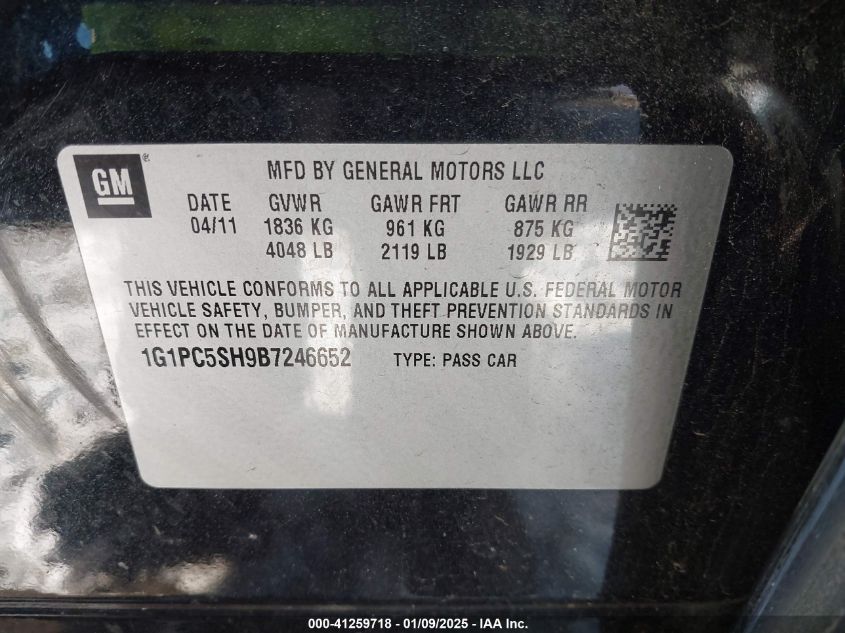 GM ®
MFD BY GENERAL MOTORS LLC
DATE GVWR GAWR FRT GAWR RR
04/11 1836 KG 961 KG 875 KG
4048 LB 2119 LB 1929 LB
THIS VEHICLE CONFORMS TO ALL APPLICABLE U.S. FEDERAL MOTOR
VEHICLE SAFETY, BUMPER, AND THEFT PREVENTION STANDARDS IN
EFFECT ON THE DATE OF MANUFACTURE SHOWN ABOVE.
1G1PC5SH9B7246652 TYPE: PASS CAR
000-41259718 - 01/09/2025 - IAA Inc.